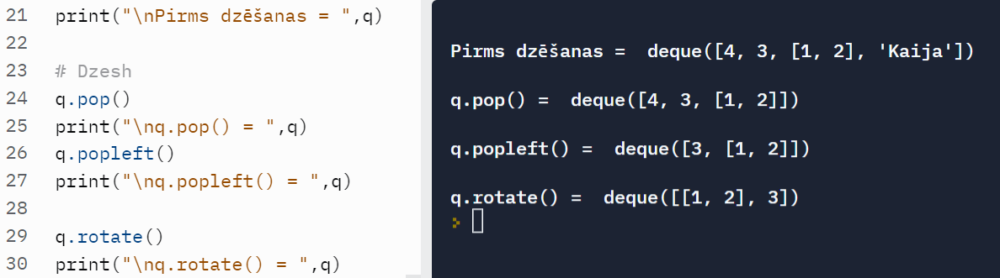 21 print("\nPirms dzēšanas = ",q)
22
23 # Dzesh
24 q.pop()
25 print("\nq.pop() = ",q)
26 q.popleft()
27 print("\nq.popleft() = ",q)
28
29 q.rotate()
30 print("\nq.rotate() = ",q)
Pirms dzēšanas =  deque([4, 3, [1, 2], 'Kaija'])
q.pop() =  deque([4, 3, [1, 2]])
q.popleft() =  deque([3, [1, 2]])
q.rotate() =  deque([[1, 2], 3])
>